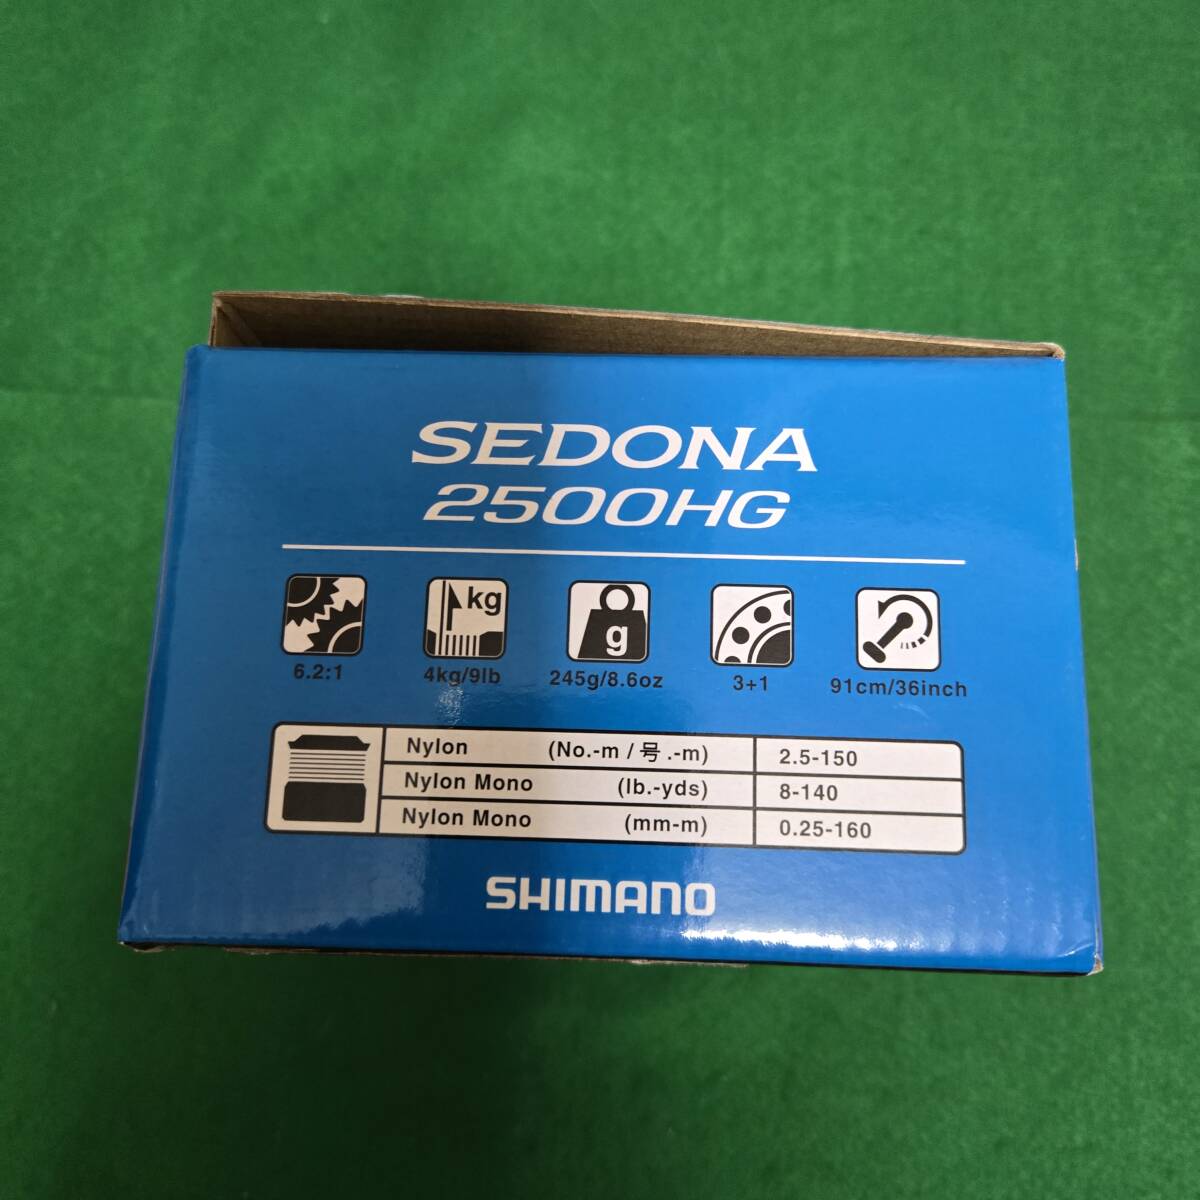 SEDONA
2500HG
kg
g
6.2:1 4kg/9lb 245g/8.6oz 3+1 91cm/36inch
Nylon (No.-m / 号.-m) 2.5-150
Nylon Mono (lb.-yds) 8-140
Nylon Mono (mm-m) 0.25-160
SHIMANO